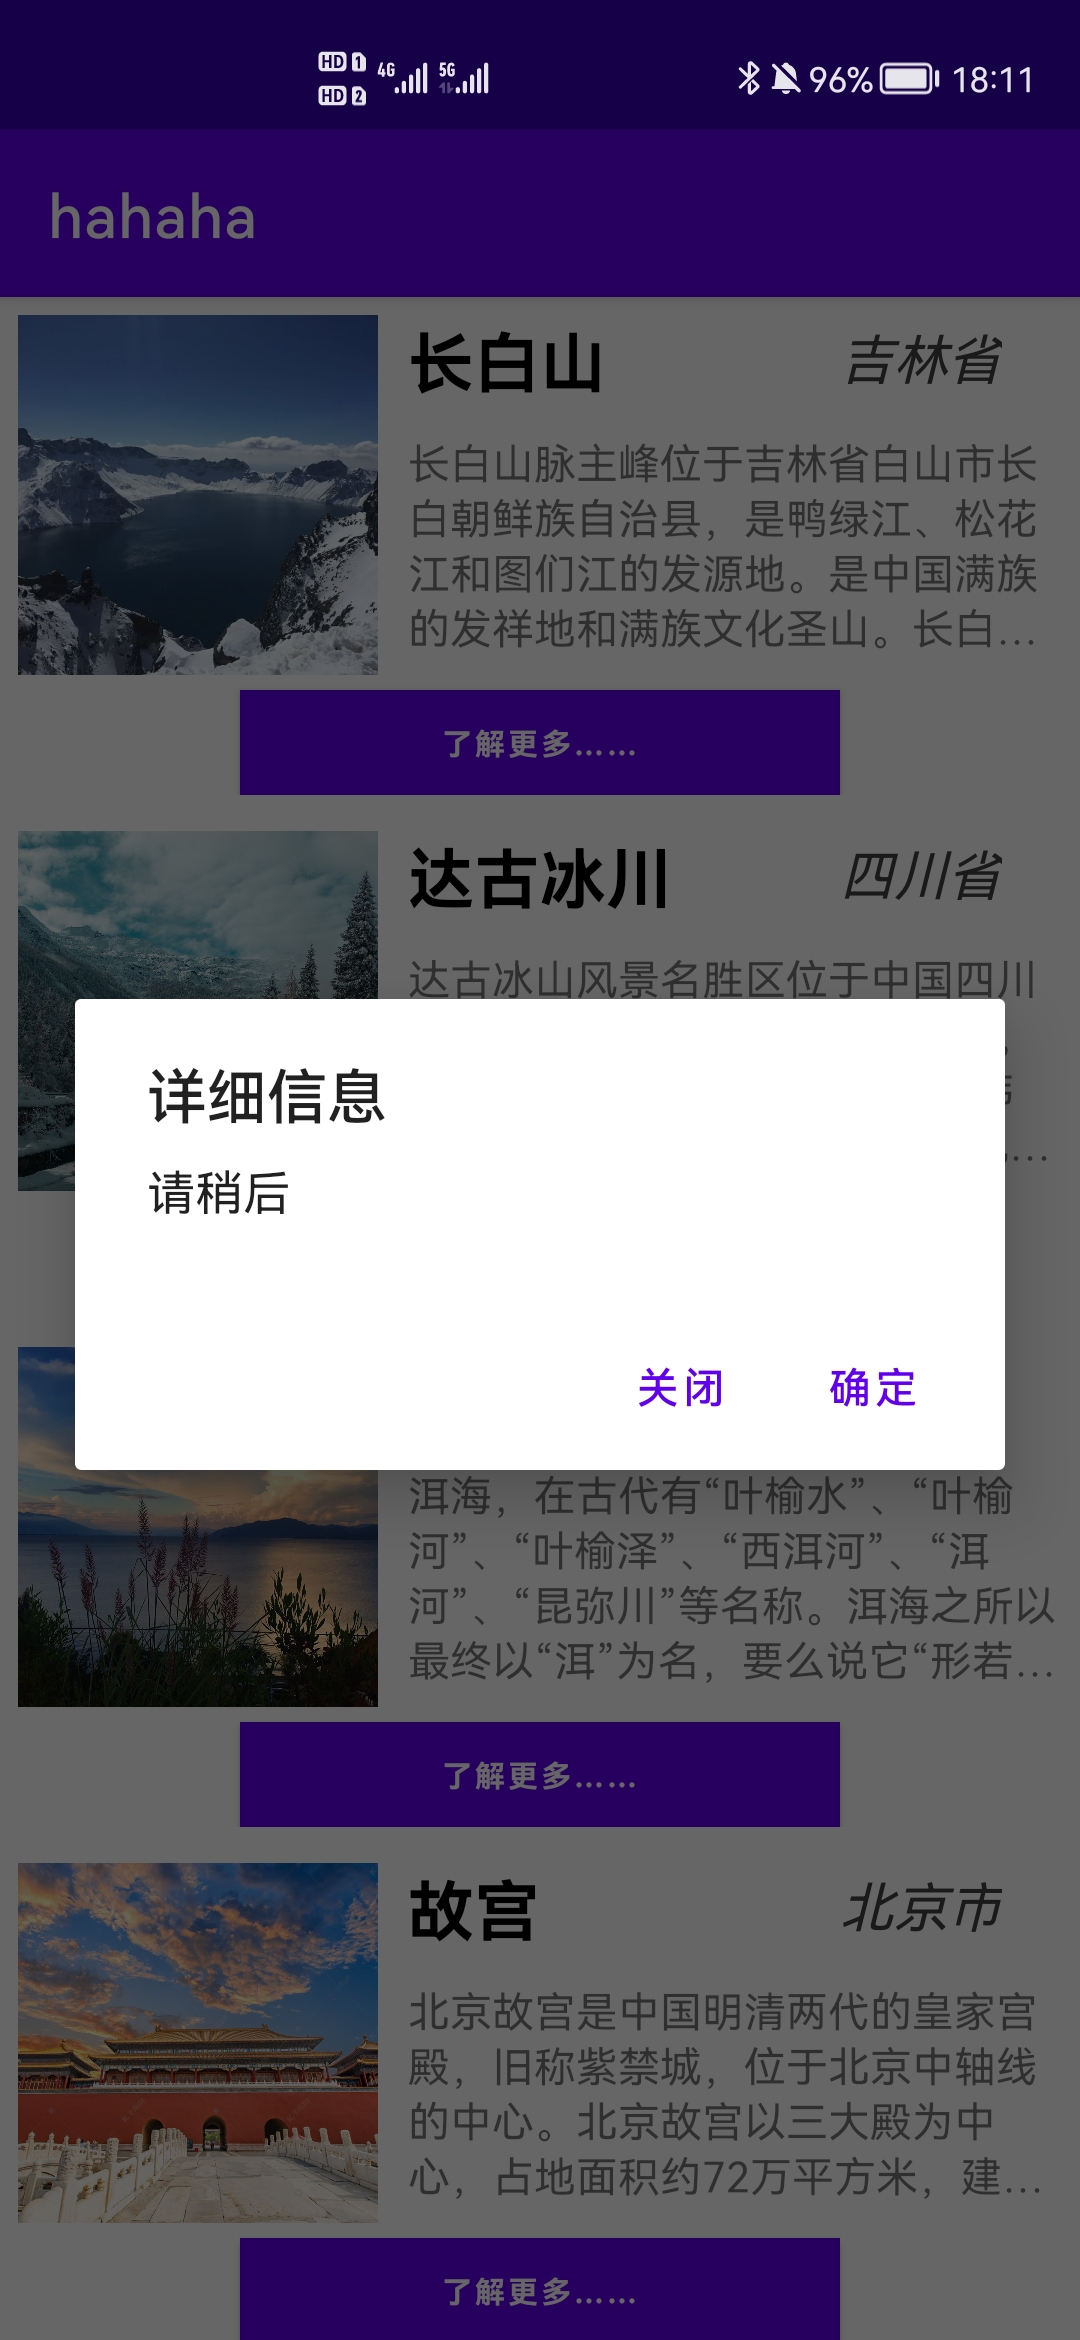 HD 1 4G 5G 96% 18:11
HD 2
hahaha
长白山 吉林省
长白山脉主峰位于吉林省白山市长
白朝鲜族自治县，是鸭绿江、松花
江和图们江的发源地。是中国满族
的发祥地和满族文化圣山。长白…
了解更多……
达古冰川 四川省
达古冰山风景名胜区位于中国四川
详细信息
请稍后
关闭 确定
洱海，在古代有“叶榆水”、“叶榆
河”、“叶榆泽”、“西洱河”、“洱
河”、“昆弥川”等名称。洱海之所以
最终以“洱”为名，要么说它“形若…
了解更多……
故宫 北京市
北京故宫是中国明清两代的皇家宫
殿，旧称紫禁城，位于北京中轴线
的中心。北京故宫以三大殿为中
心，占地面积约72万平方米，建…
了解更多……